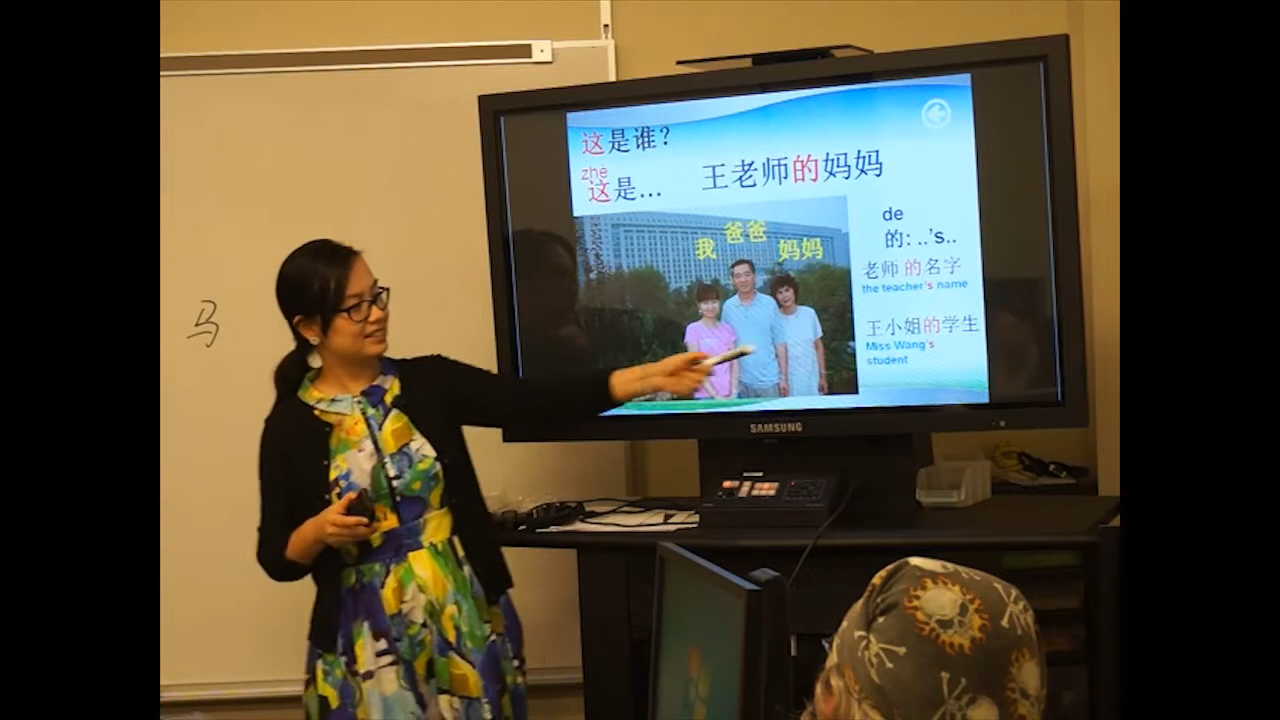 马
这是谁?
zhè
这是...
王老师的妈妈
我 爸爸 妈妈
de
的: ..'s..
老师的名字
the teacher's name
王小姐的学生
Miss Wang's
student
SAMSUNG